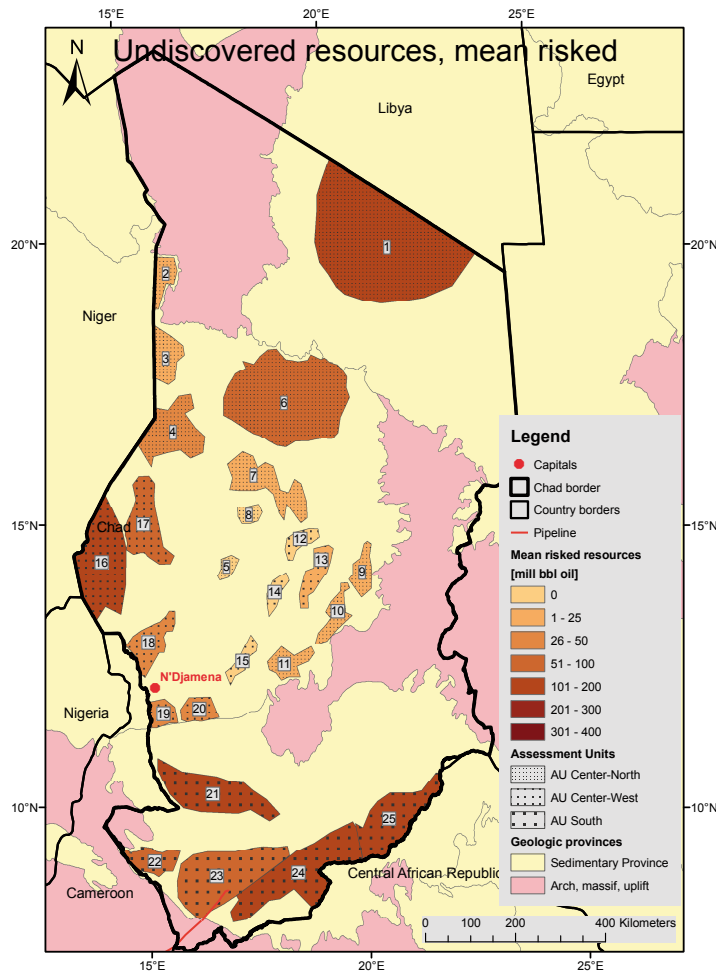 15°E 20°E 25°E
N
Undiscovered resources, mean risked
Egypt
Libya
20°N
20°N
1
2
Niger
3
6
4
7
8
15°N
15°N
Chad
17
12
16
5
13
9
14
10
18
15
11
N'Djamena
19
20
Nigeria
21
10°N
10°N
25
22
23
24
Cameroon
Central African Republic
Legend
Capitals
Chad border
Country borders
Pipeline
Mean risked resources
[mill bbl oil]
0
1 - 25
26 - 50
51 - 100
101 - 200
201 - 300
301 - 400
Assessment Units
AU Center-North
AU Center-West
AU South
Geologic provinces
Sedimentary Province
Arch, massif, uplift
0 100 200 400 Kilometers
15°E 20°E 25°E